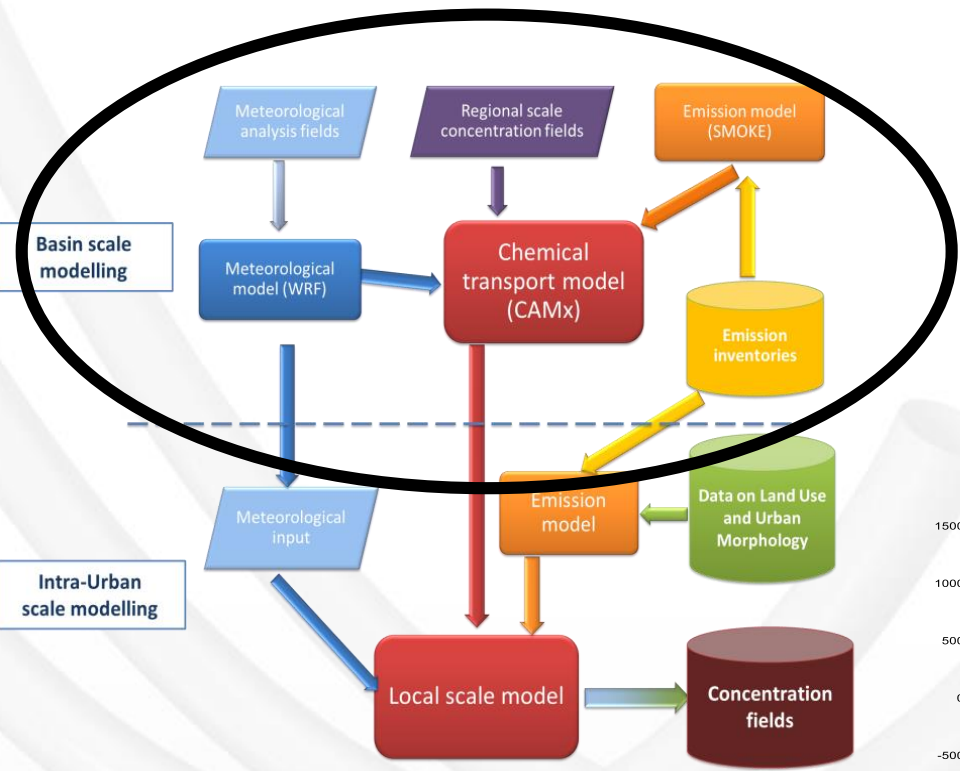 Meteorological
analysis fields
Regional scale
concentration fields
Emission model
(SMOKE)
Basin scale
modelling
Meteorological
model (WRF)
Chemical
transport model
(CAMx)
Emission
inventories
Meteorological
input
Emission
model
Data on Land Use
and Urban
Morphology
Intra-Urban
scale modelling
Local scale model
Concentration
fields
1500
1000
500
0
-500